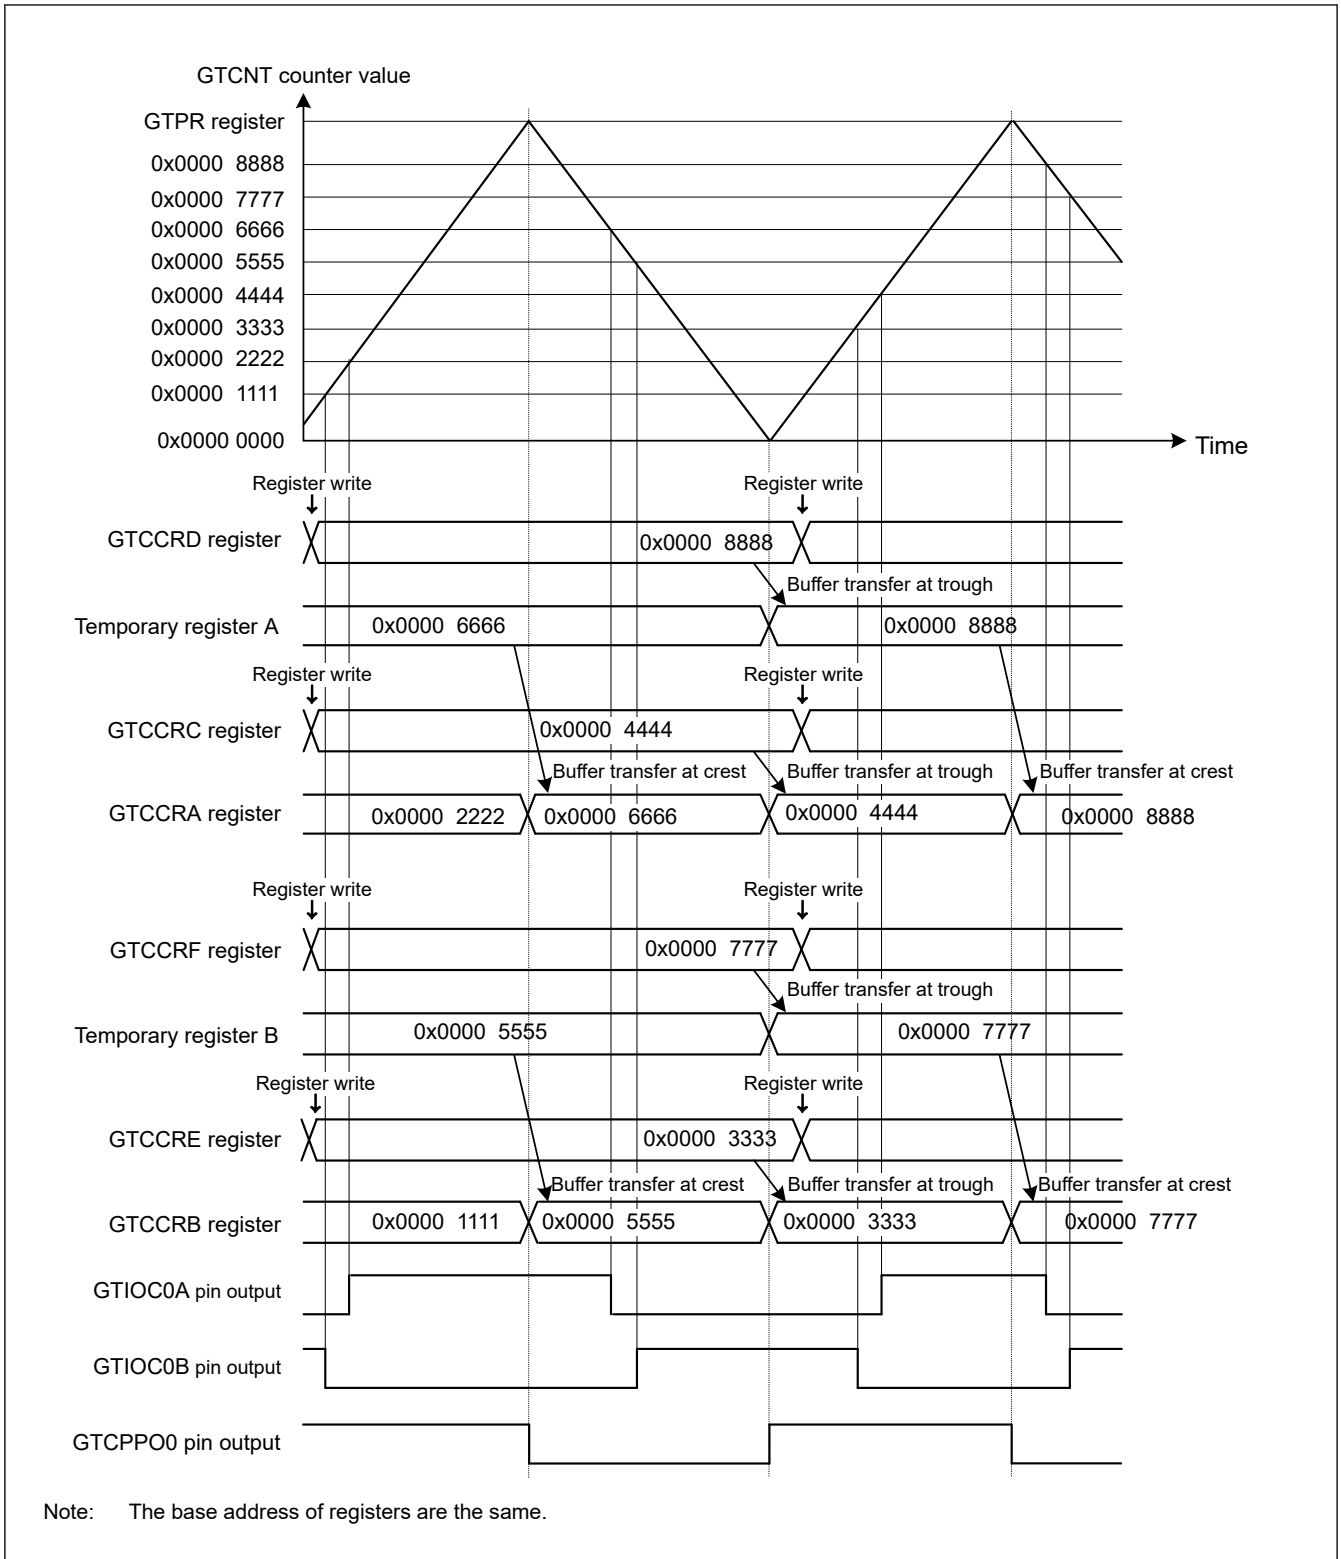 GTCNT counter value
GTPR register
0x0000 8888
0x0000 7777
0x0000 6666
0x0000 5555
0x0000 4444
0x0000 3333
0x0000 2222
0x0000 1111
0x0000 0000
Time
Register write Register write
GTCCRD register 0x0000 8888
Buffer transfer at trough
Temporary register A 0x0000 6666 0x0000 8888
Register write Register write
GTCCRC register 0x0000 4444
Buffer transfer at crest Buffer transfer at trough Buffer transfer at crest
GTCCRA register 0x0000 2222 0x0000 6666 0x0000 4444 0x0000 8888
Register write Register write
GTCCRF register 0x0000 7777
Buffer transfer at trough
Temporary register B 0x0000 5555 0x0000 7777
Register write Register write
GTCCRE register 0x0000 3333
Buffer transfer at crest Buffer transfer at trough Buffer transfer at crest
GTCCRB register 0x0000 1111 0x0000 5555 0x0000 3333 0x0000 7777
GTIOC0A pin output
GTIOC0B pin output
GTCPPO0 pin output
Note: The base address of registers are the same.